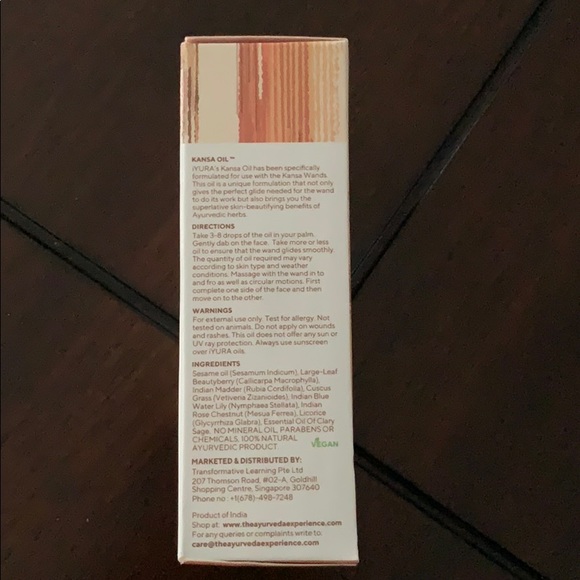 KANSA OIL™
iYURA's Kansa Oil has been specifically
formulated for use with the Kansa Wands.
This oil is a unique formulation that not only
gives the perfect glide needed for the wand
to do its work but also brings you the
superlative skin-beautifying benefits of
Ayurvedic herbs.
DIRECTIONS
Take 3-8 drops of the oil in your palm.
Gently dab on the face. Take more or less
oil to ensure that the wand glides smoothly.
The quantity of oil required may vary
according to skin type and weather
conditions. Massage with the wand in to
and fro as well as circular motions. First
complete one side of the face and then
move on to the other.
WARNINGS
For external use only. Test for allergy. Not
tested on animals. Do not apply on wounds
and rashes. This oil does not offer any sun or
UV ray protection. Always use sunscreen
over iYURA oils.
INGREDIENTS
Sesame oil (Sesamum Indicum), Large-Leaf
Beautyberry (Callicarpa Macrophylla),
Indian Madder (Rubia Cordifolia), Cuscus
Grass (Vetiveria Zizanioides), Indian Blue
Water Lily (Nymphaea Stellata), Indian
Rose Chestnut (Mesua Ferrea), Licorice
(Glycyrrhiza Glabra), Essential Oil Of Clary
Sage. NO MINERAL OIL, PARABENS OR
CHEMICALS, 100% NATURAL
AYURVEDIC PRODUCT.
VEGAN
MARKETED & DISTRIBUTED BY:
Transformative Learning Pte Ltd
207 Thomson Road, #02-A, Goldhill
Shopping Centre, Singapore 307640
Phone no : +1(678)-498-7248
Product of India
Shop at: www.theayurvedaexperience.com
For any queries or complaints write to:
care@theayurvedaexperience.com